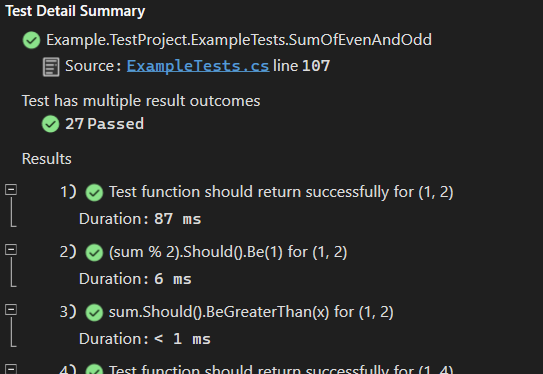 Test Detail Summary
Example.TestProject.ExampleTests.SumOfEvenAndOdd
Source: ExampleTests.cs line 107
Test has multiple result outcomes
27 Passed
Results
1) Test function should return successfully for (1, 2)
Duration: 87 ms
2) (sum % 2).Should().Be(1) for (1, 2)
Duration: 6 ms
3) sum.Should().BeGreaterThan(x) for (1, 2)
Duration: < 1 ms
4) Test function should return successfully for (1, 4)